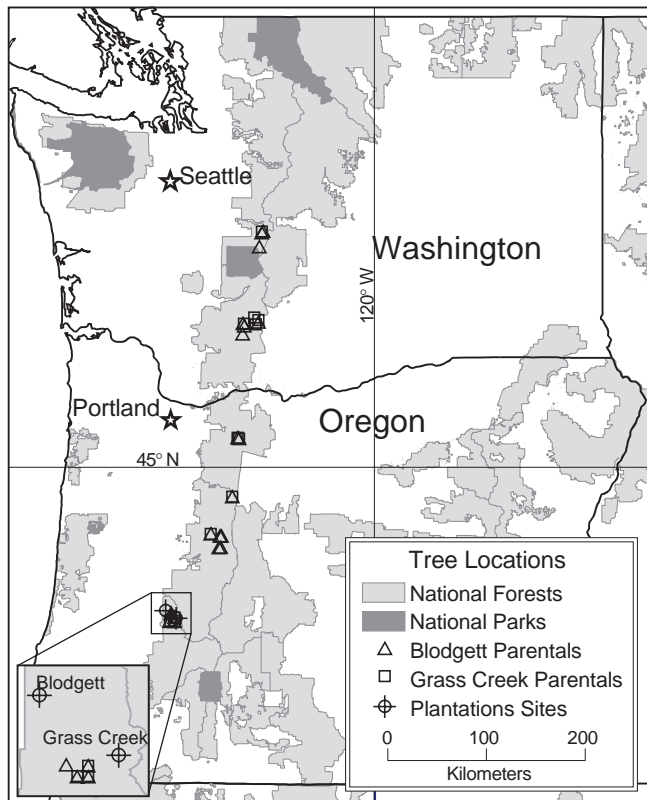 Seattle
Washington
120° W
Portland
Oregon
45° N
Tree Locations
National Forests
National Parks
Blodgett Parentals
Grass Creek Parentals
Plantations Sites
0 100 200
Kilometers
Blodgett
Grass Creek